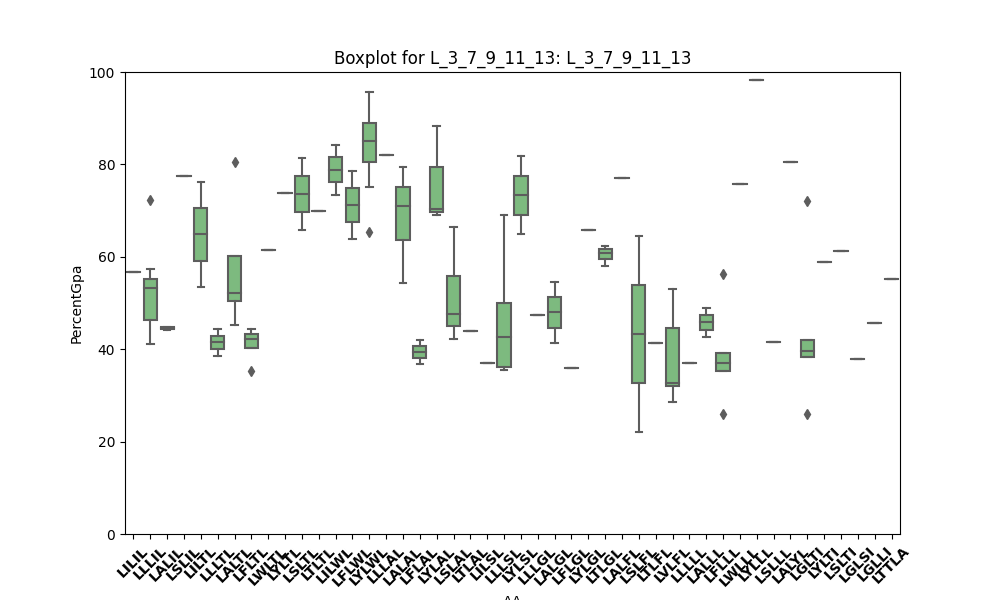 Boxplot for L_3_7_9_11_13: L_3_7_9_11_13
PercentGpa
100
80
60
40
20
0
LILIL
LLLIL
LALIL
LSLIL
LILTL
LLLTL
LALTL
LFLTL
LWLTL
LYLTL
LSLTL
LTLTL
LILWL
LFLWL
LYLWL
LLLAL
LALAL
LFLAL
LYLAL
LSLAL
LTLAL
LILSL
LLLSL
LYLSL
LLLGL
LALGL
LFLGL
LYLGL
LTLGL
LALFL
LSLFL
LTLFL
LVLFL
LLLLL
LALLL
LFLLL
LWLLL
LYLLL
LSLLL
LALYL
LGLTI
LYLTI
LSLTI
LGLSI
LGLLI
LTTLA